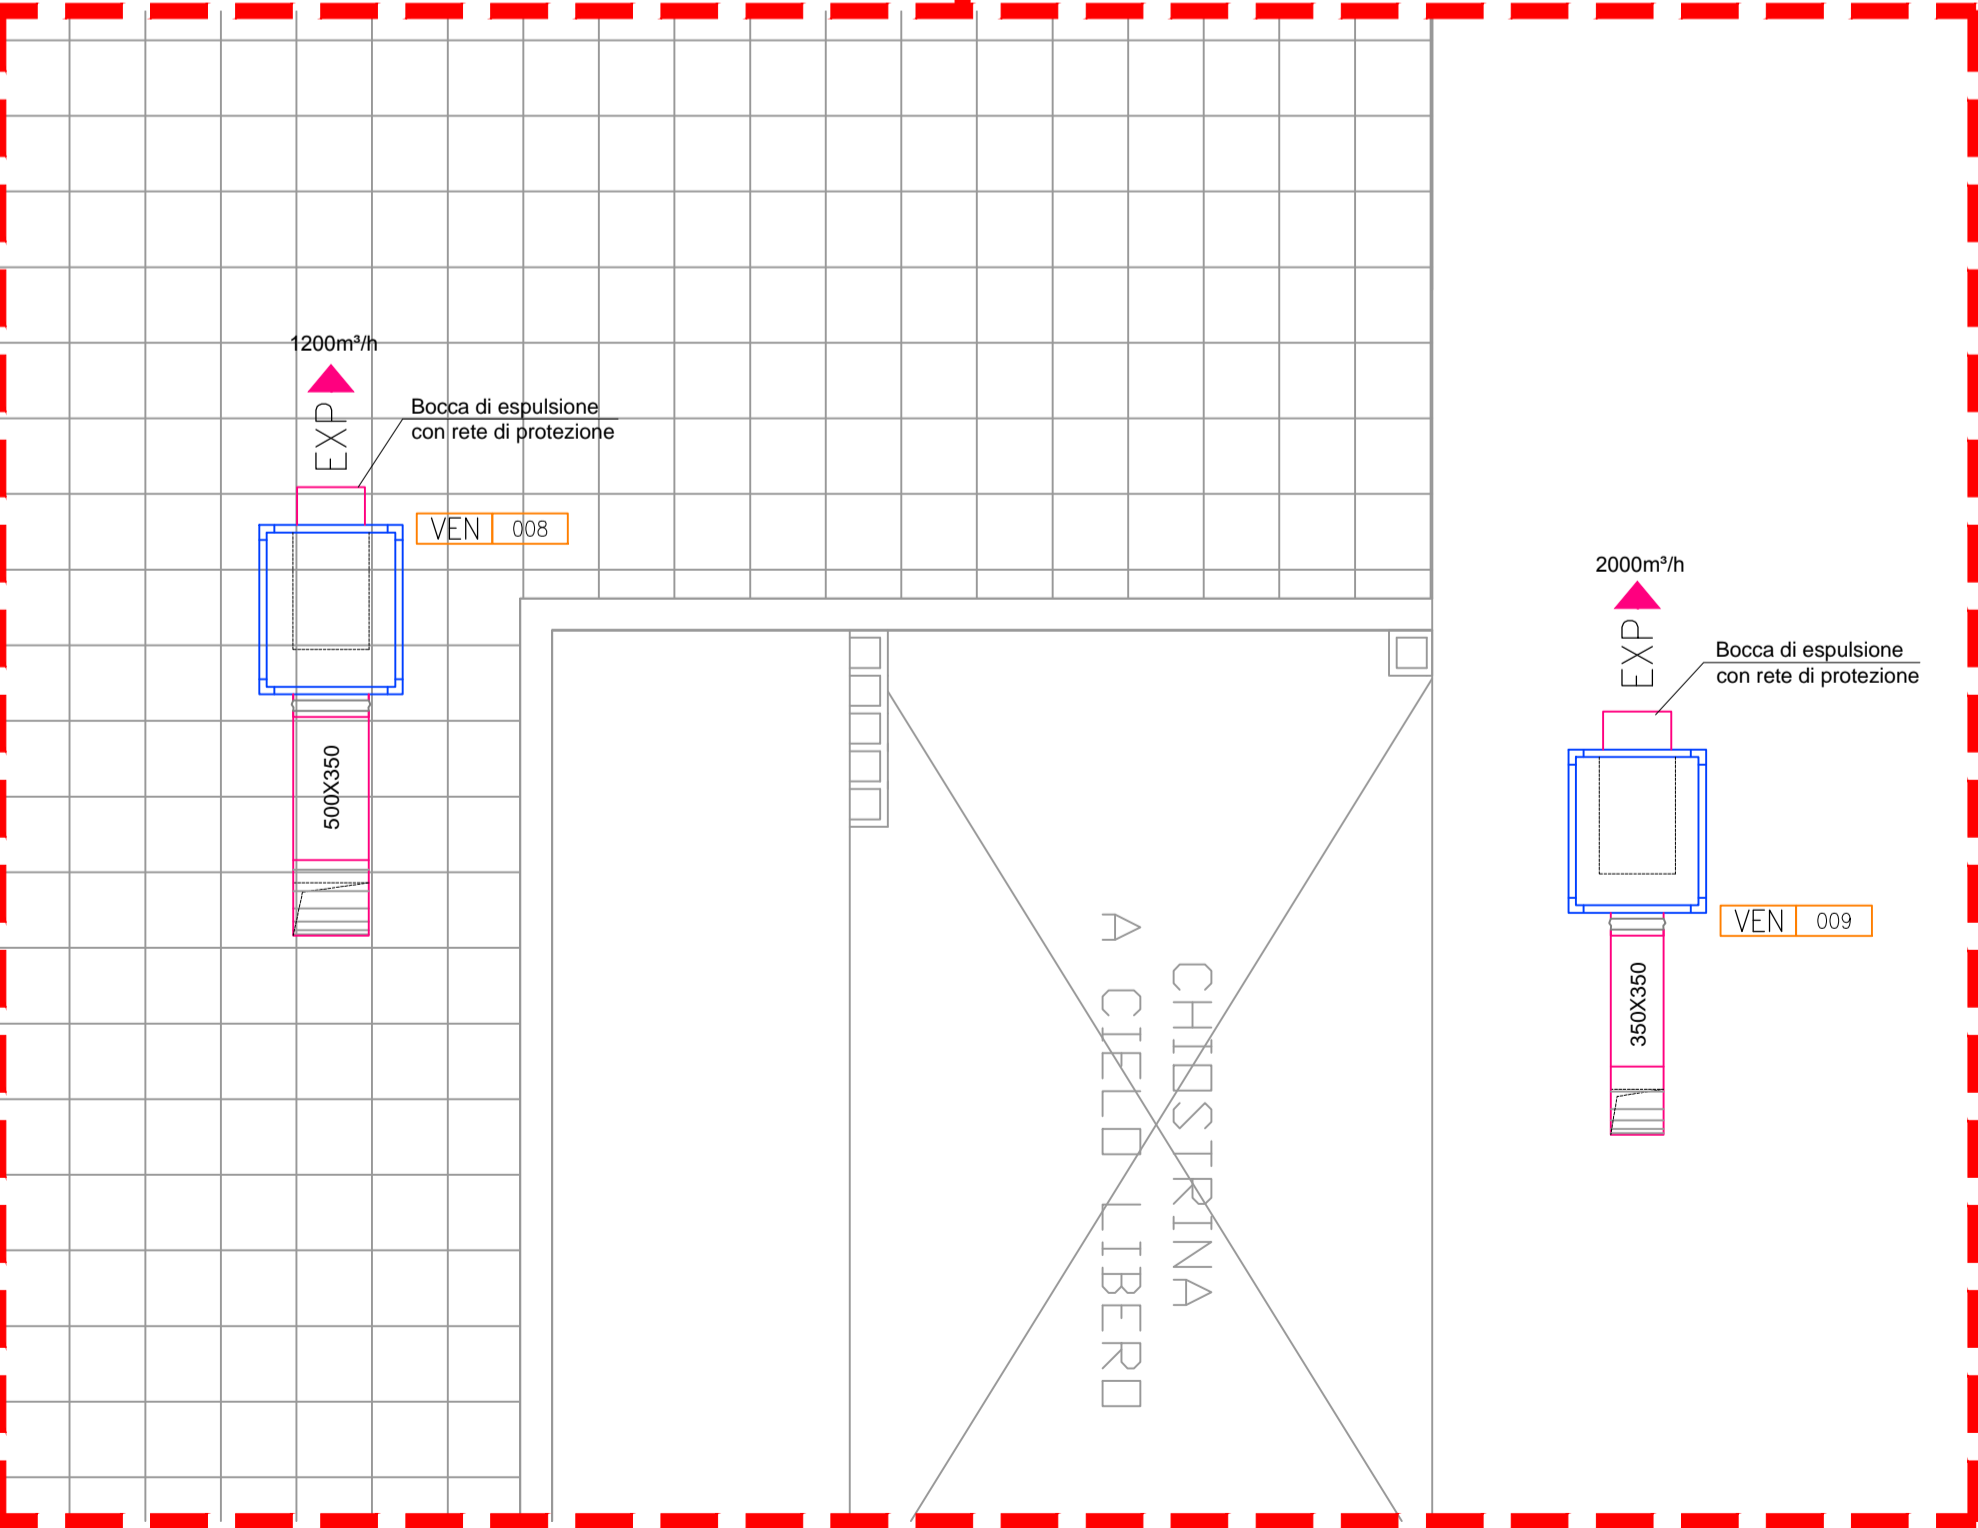 1200m³/h
EXP
Bocca di espulsione
con rete di protezione
VEN 008
500X350
CHIOSTRINA
A CIELO LIBERO
2000m³/h
EXP
Bocca di espulsione
con rete di protezione
VEN 009
350X350